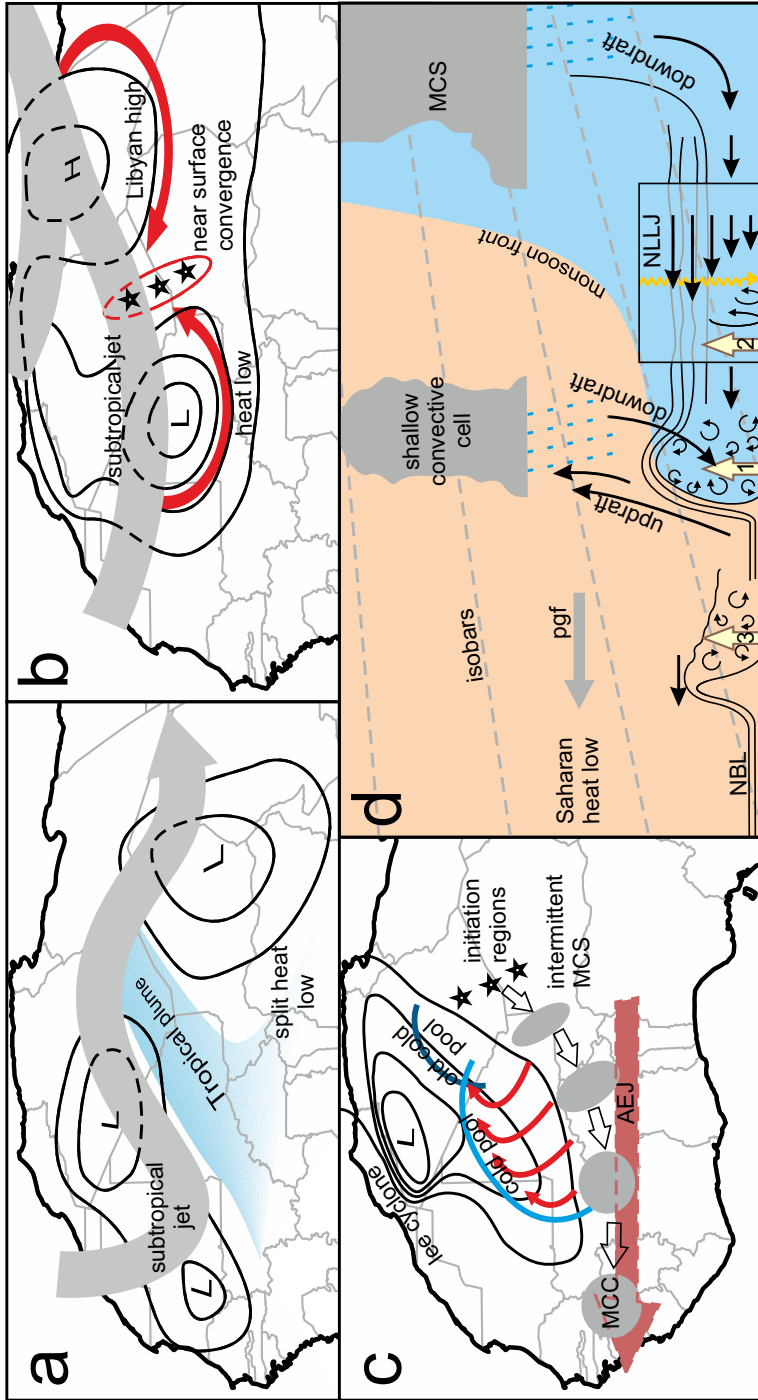 a
subtropical
jet
Tropical plume
split heat
low
L
L
L
b
subtropical jet
Libyan high
near surface
convergence
heat low
H
L
c
lee cyclone
L
old cold
pool
cold pool
initiation
regions
intermittent
MCS
AEJ
MCC
d
isobars
pgf
Saharan
heat low
NBL
updraft
shallow
convective
cell
downdraft
monsoon front
MCS
downdraft
NLLJ
1
2
3